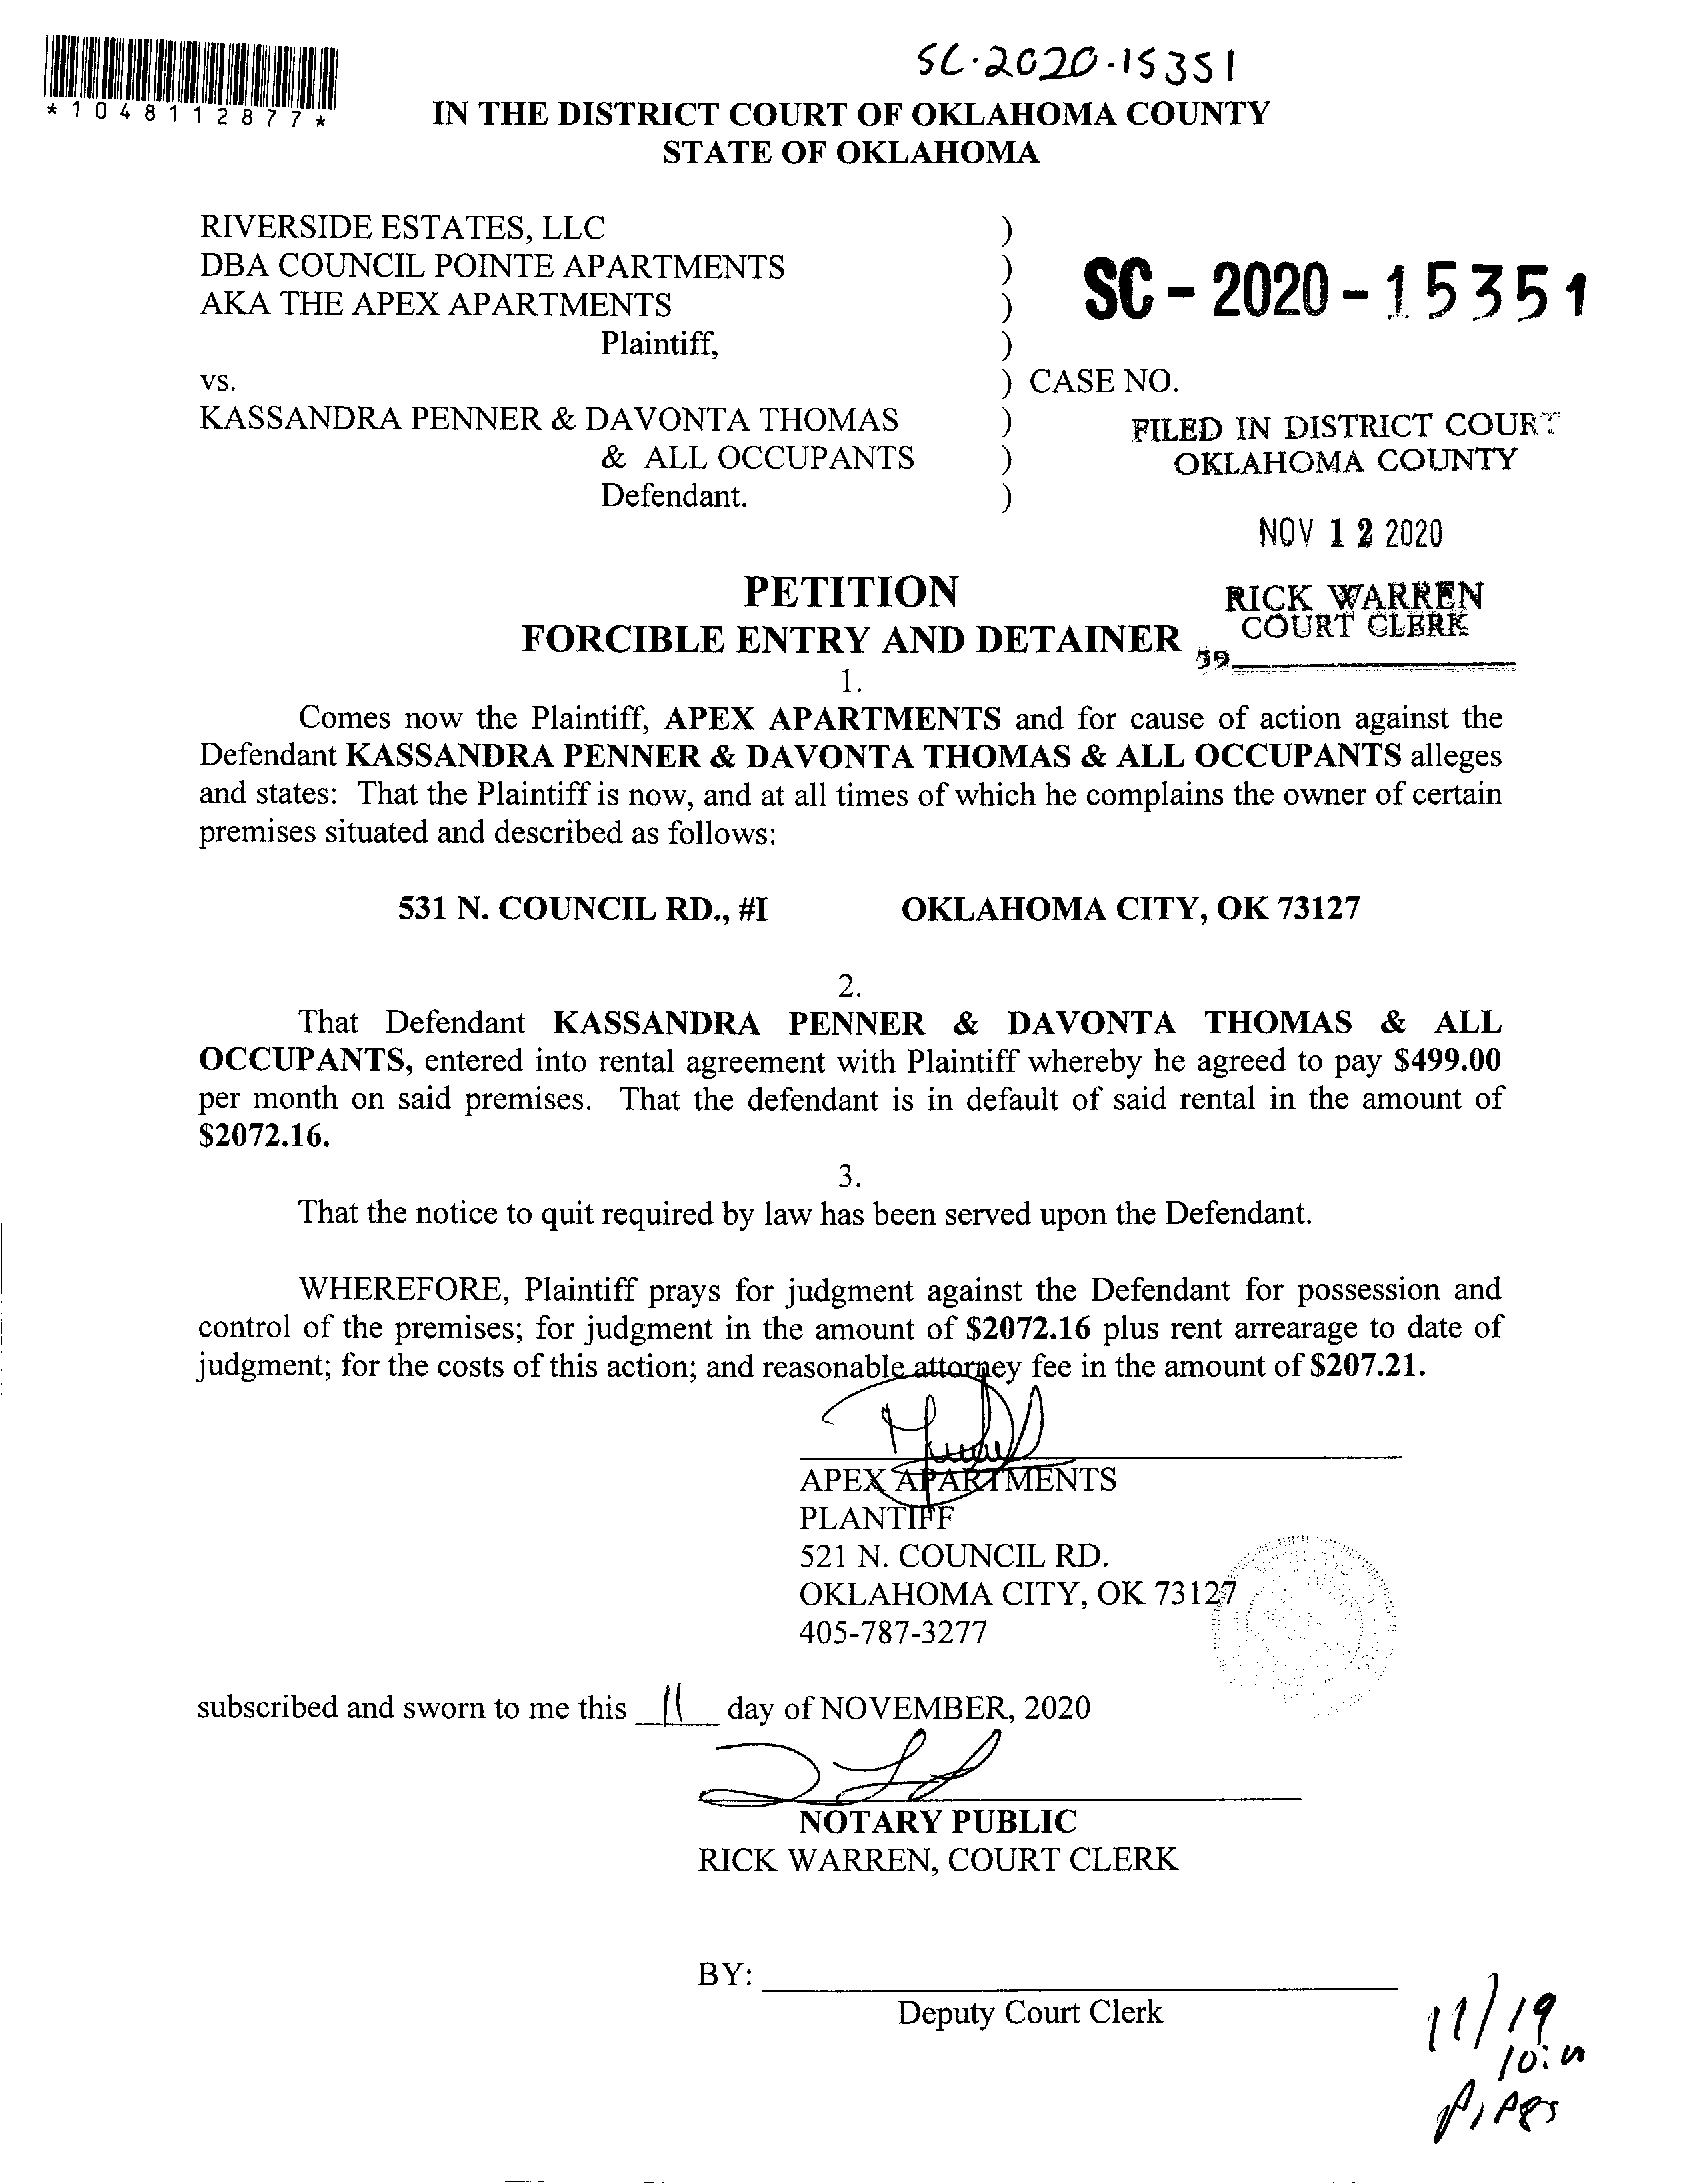 SC-2020-15351
*1048112877*
IN THE DISTRICT COURT OF OKLAHOMA COUNTY
STATE OF OKLAHOMA
RIVERSIDE ESTATES, LLC )
DBA COUNCIL POINTE APARTMENTS )
AKA THE APEX APARTMENTS )
SC - 2020 - 15351
Plaintiff, )
vs. ) CASE NO.
KASSANDRA PENNER & DAVONTA THOMAS )
& ALL OCCUPANTS )
Defendant. )
FILED IN DISTRICT COURT
OKLAHOMA COUNTY
NOV 12 2020
RICK WARREN
COURT CLERK
39
PETITION
FORCIBLE ENTRY AND DETAINER
1.
Comes now the Plaintiff, APEX APARTMENTS and for cause of action against the
Defendant KASSANDRA PENNER & DAVONTA THOMAS & ALL OCCUPANTS alleges
and states: That the Plaintiff is now, and at all times of which he complains the owner of certain
premises situated and described as follows:
531 N. COUNCIL RD., #I OKLAHOMA CITY, OK 73127
2.
That Defendant KASSANDRA PENNER & DAVONTA THOMAS & ALL
OCCUPANTS, entered into rental agreement with Plaintiff whereby he agreed to pay $499.00
per month on said premises. That the defendant is in default of said rental in the amount of
$2072.16.
3.
That the notice to quit required by law has been served upon the Defendant.
WHEREFORE, Plaintiff prays for judgment against the Defendant for possession and
control of the premises; for judgment in the amount of $2072.16 plus rent arrearage to date of
judgment; for the costs of this action; and reasonable attorney fee in the amount of $207.21.
APEX APARTMENTS
PLANTIFF
521 N. COUNCIL RD.
OKLAHOMA CITY, OK 73127
405-787-3277
subscribed and sworn to me this 11 day of NOVEMBER, 2020
NOTARY PUBLIC
RICK WARREN, COURT CLERK
BY:
Deputy Court Clerk
11/19